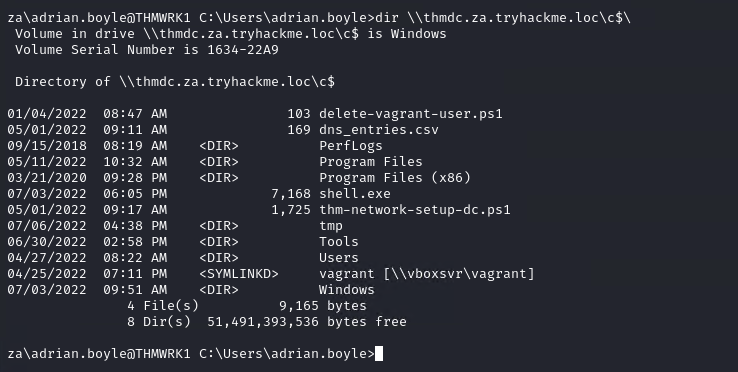 za\adrian.boyle@THMWRK1 C:\Users\adrian.boyle>dir \\thmdc.za.tryhackme.loc\c$\
 Volume in drive \\thmdc.za.tryhackme.loc\c$ is Windows
 Volume Serial Number is 1634-22A9

 Directory of \\thmdc.za.tryhackme.loc\c$

01/04/2022  08:47 AM               103 delete-vagrant-user.ps1
05/01/2022  09:11 AM               169 dns_entries.csv
09/15/2018  08:19 AM    <DIR>          PerfLogs
05/11/2022  10:32 AM    <DIR>          Program Files
03/21/2020  09:28 PM    <DIR>          Program Files (x86)
07/03/2022  06:05 PM             7,168 shell.exe
05/01/2022  09:17 AM             1,725 thm-network-setup-dc.ps1
07/06/2022  04:38 PM    <DIR>          tmp
06/30/2022  02:58 PM    <DIR>          Tools
04/27/2022  08:22 AM    <DIR>          Users
04/25/2022  07:11 PM    <SYMLINKD>     vagrant [\\vboxsvr\vagrant]
07/03/2022  09:51 AM    <DIR>          Windows
               4 File(s)          9,165 bytes
               8 Dir(s)  51,491,393,536 bytes free

za\adrian.boyle@THMWRK1 C:\Users\adrian.boyle>